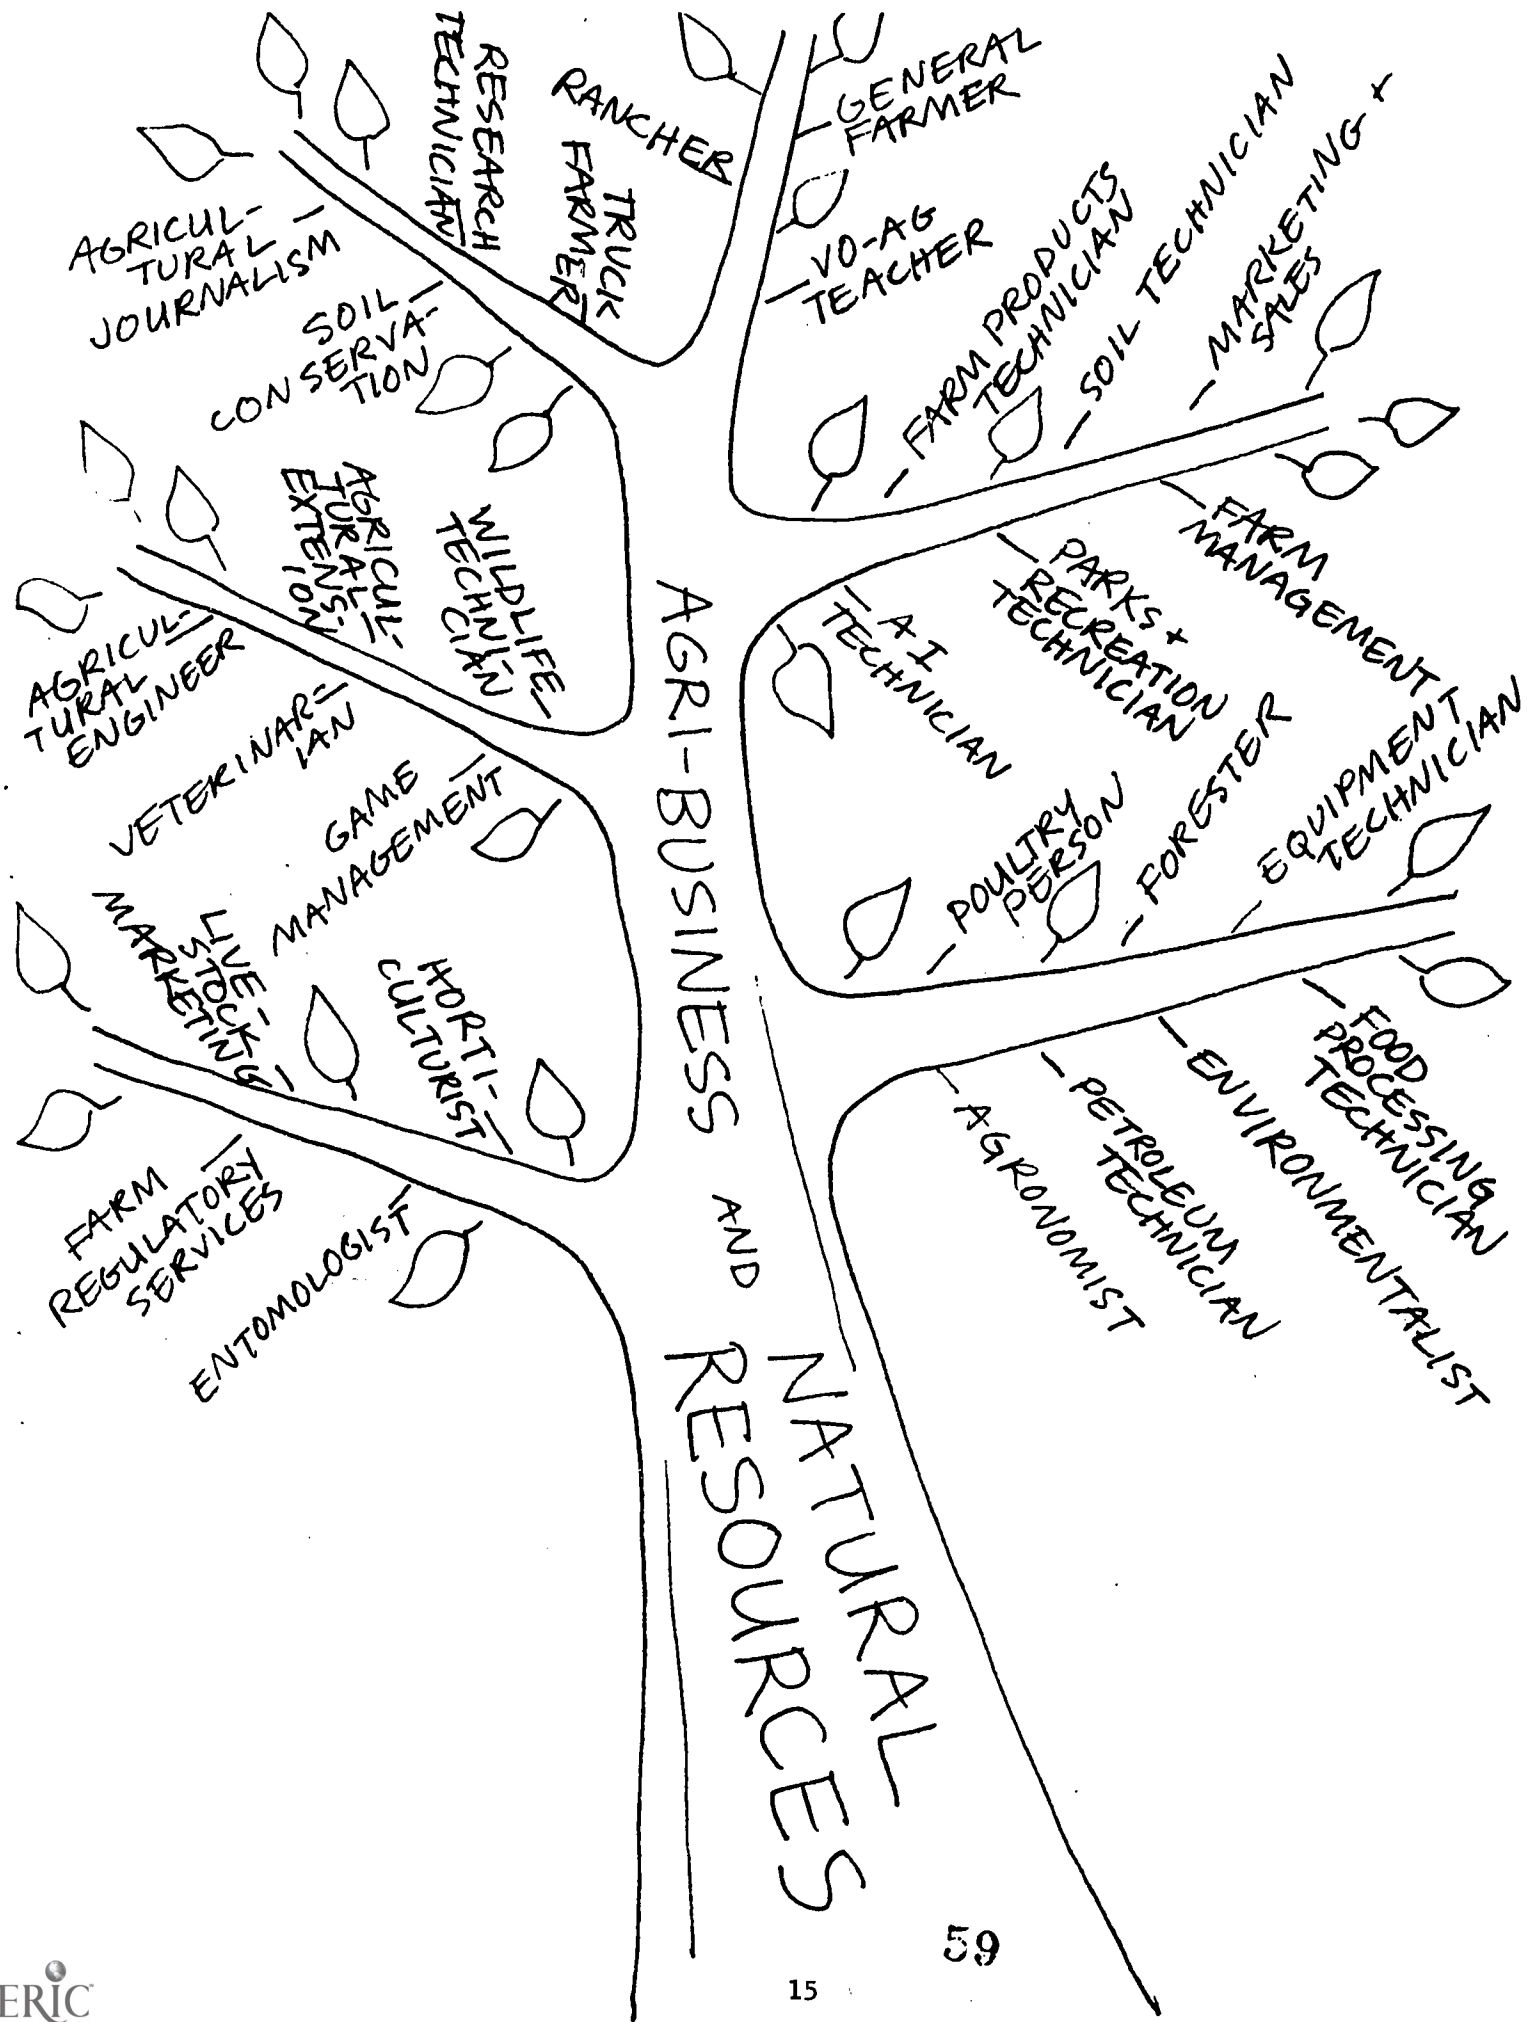 RESEARCH
TECHNICIAN
RANCHER
TRUCK
FARMER
GENERAL
FARMER
VO-AG
TEACHER
FARM PRODUCTS
TECHNICIAN
SOIL TECHNICIAN
MARKETING +
SALES
AGRICUL-
TURAL
JOURNALISM
SOIL
CONSERVA-
TION
AGRICUL-
TURAL
EXTENS-
ION
WILDLIFE
TECHNI-
CIAN
FARM
MANAGEMENT
PARKS +
RECREATION
TECHNICIAN
A I
TECHNICIAN
AGRICUL-
TURAL
ENGINEER
VETERINAR-
IAN
GAME
MANAGEMENT
POULTRY
PERSON
FORESTER
EQUIPMENT
TECHNICIAN
LIVE-
STOCK
MARKETING
HORTI-
CULTURIST
FOOD
PROCESSING
TECHNICIAN
ENVIRONMENTALIST
PETROLEUM
TECHNICIAN
AGRONOMIST
FARM
REGULATORY
SERVICES
ENTOMOLOGIST
AGRI-BUSINESS AND
NATURAL
RESOURCES
59
15
ERIC